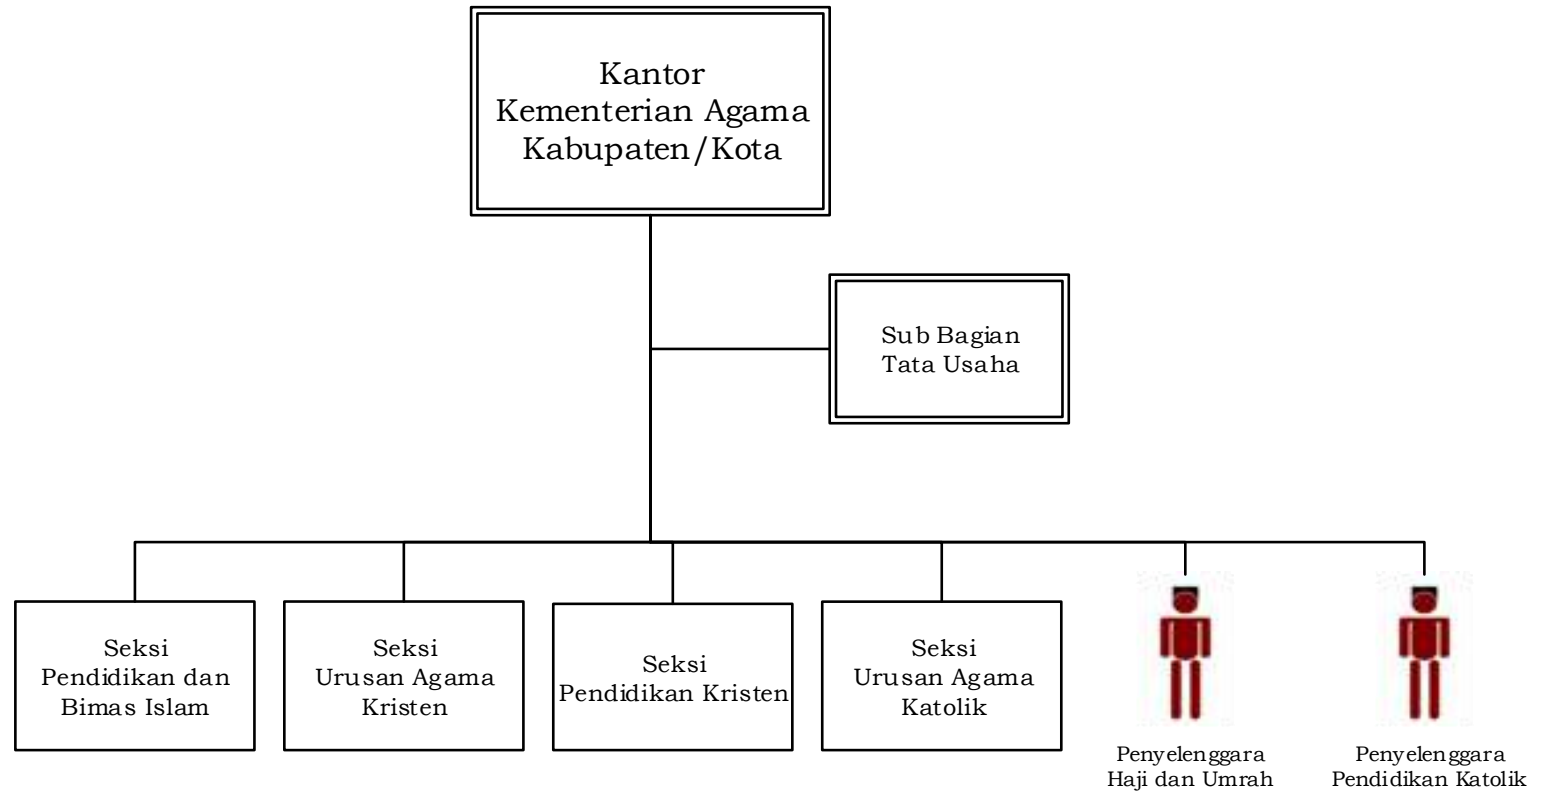 Kantor
Kementerian Agama
Kabupaten/Kota
Sub Bagian
Tata Usaha
Seksi
Pendidikan dan
Bimas Islam
Seksi
Urusan Agama
Kristen
Seksi
Pendidikan Kristen
Seksi
Urusan Agama
Katolik
Penyelenggara
Haji dan Umrah
Penyelenggara
Pendidikan Katolik